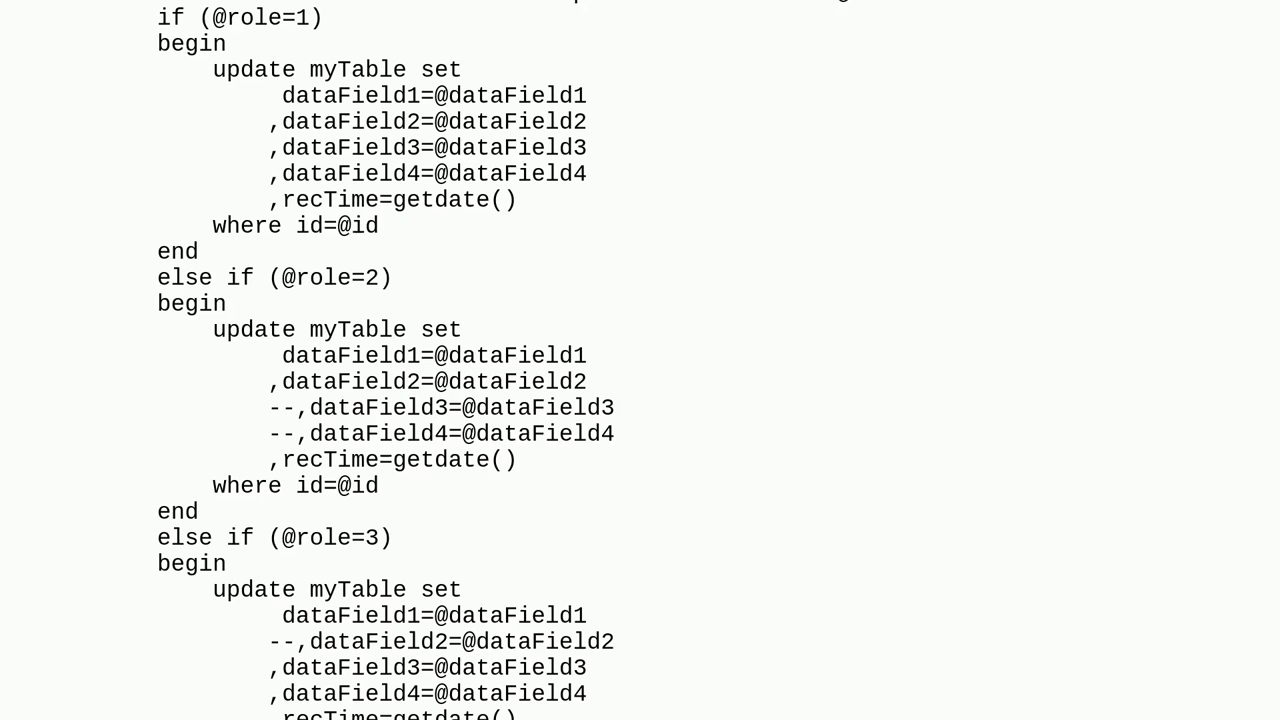 if (@role=1)
begin
    update myTable set
         dataField1=@dataField1
        ,dataField2=@dataField2
        ,dataField3=@dataField3
        ,dataField4=@dataField4
        ,recTime=getdate()
    where id=@id
end
else if (@role=2)
begin
    update myTable set
         dataField1=@dataField1
        ,dataField2=@dataField2
        --,dataField3=@dataField3
        --,dataField4=@dataField4
        ,recTime=getdate()
    where id=@id
end
else if (@role=3)
begin
    update myTable set
         dataField1=@dataField1
        --,dataField2=@dataField2
        ,dataField3=@dataField3
        ,dataField4=@dataField4
        ,recTime=getdate()